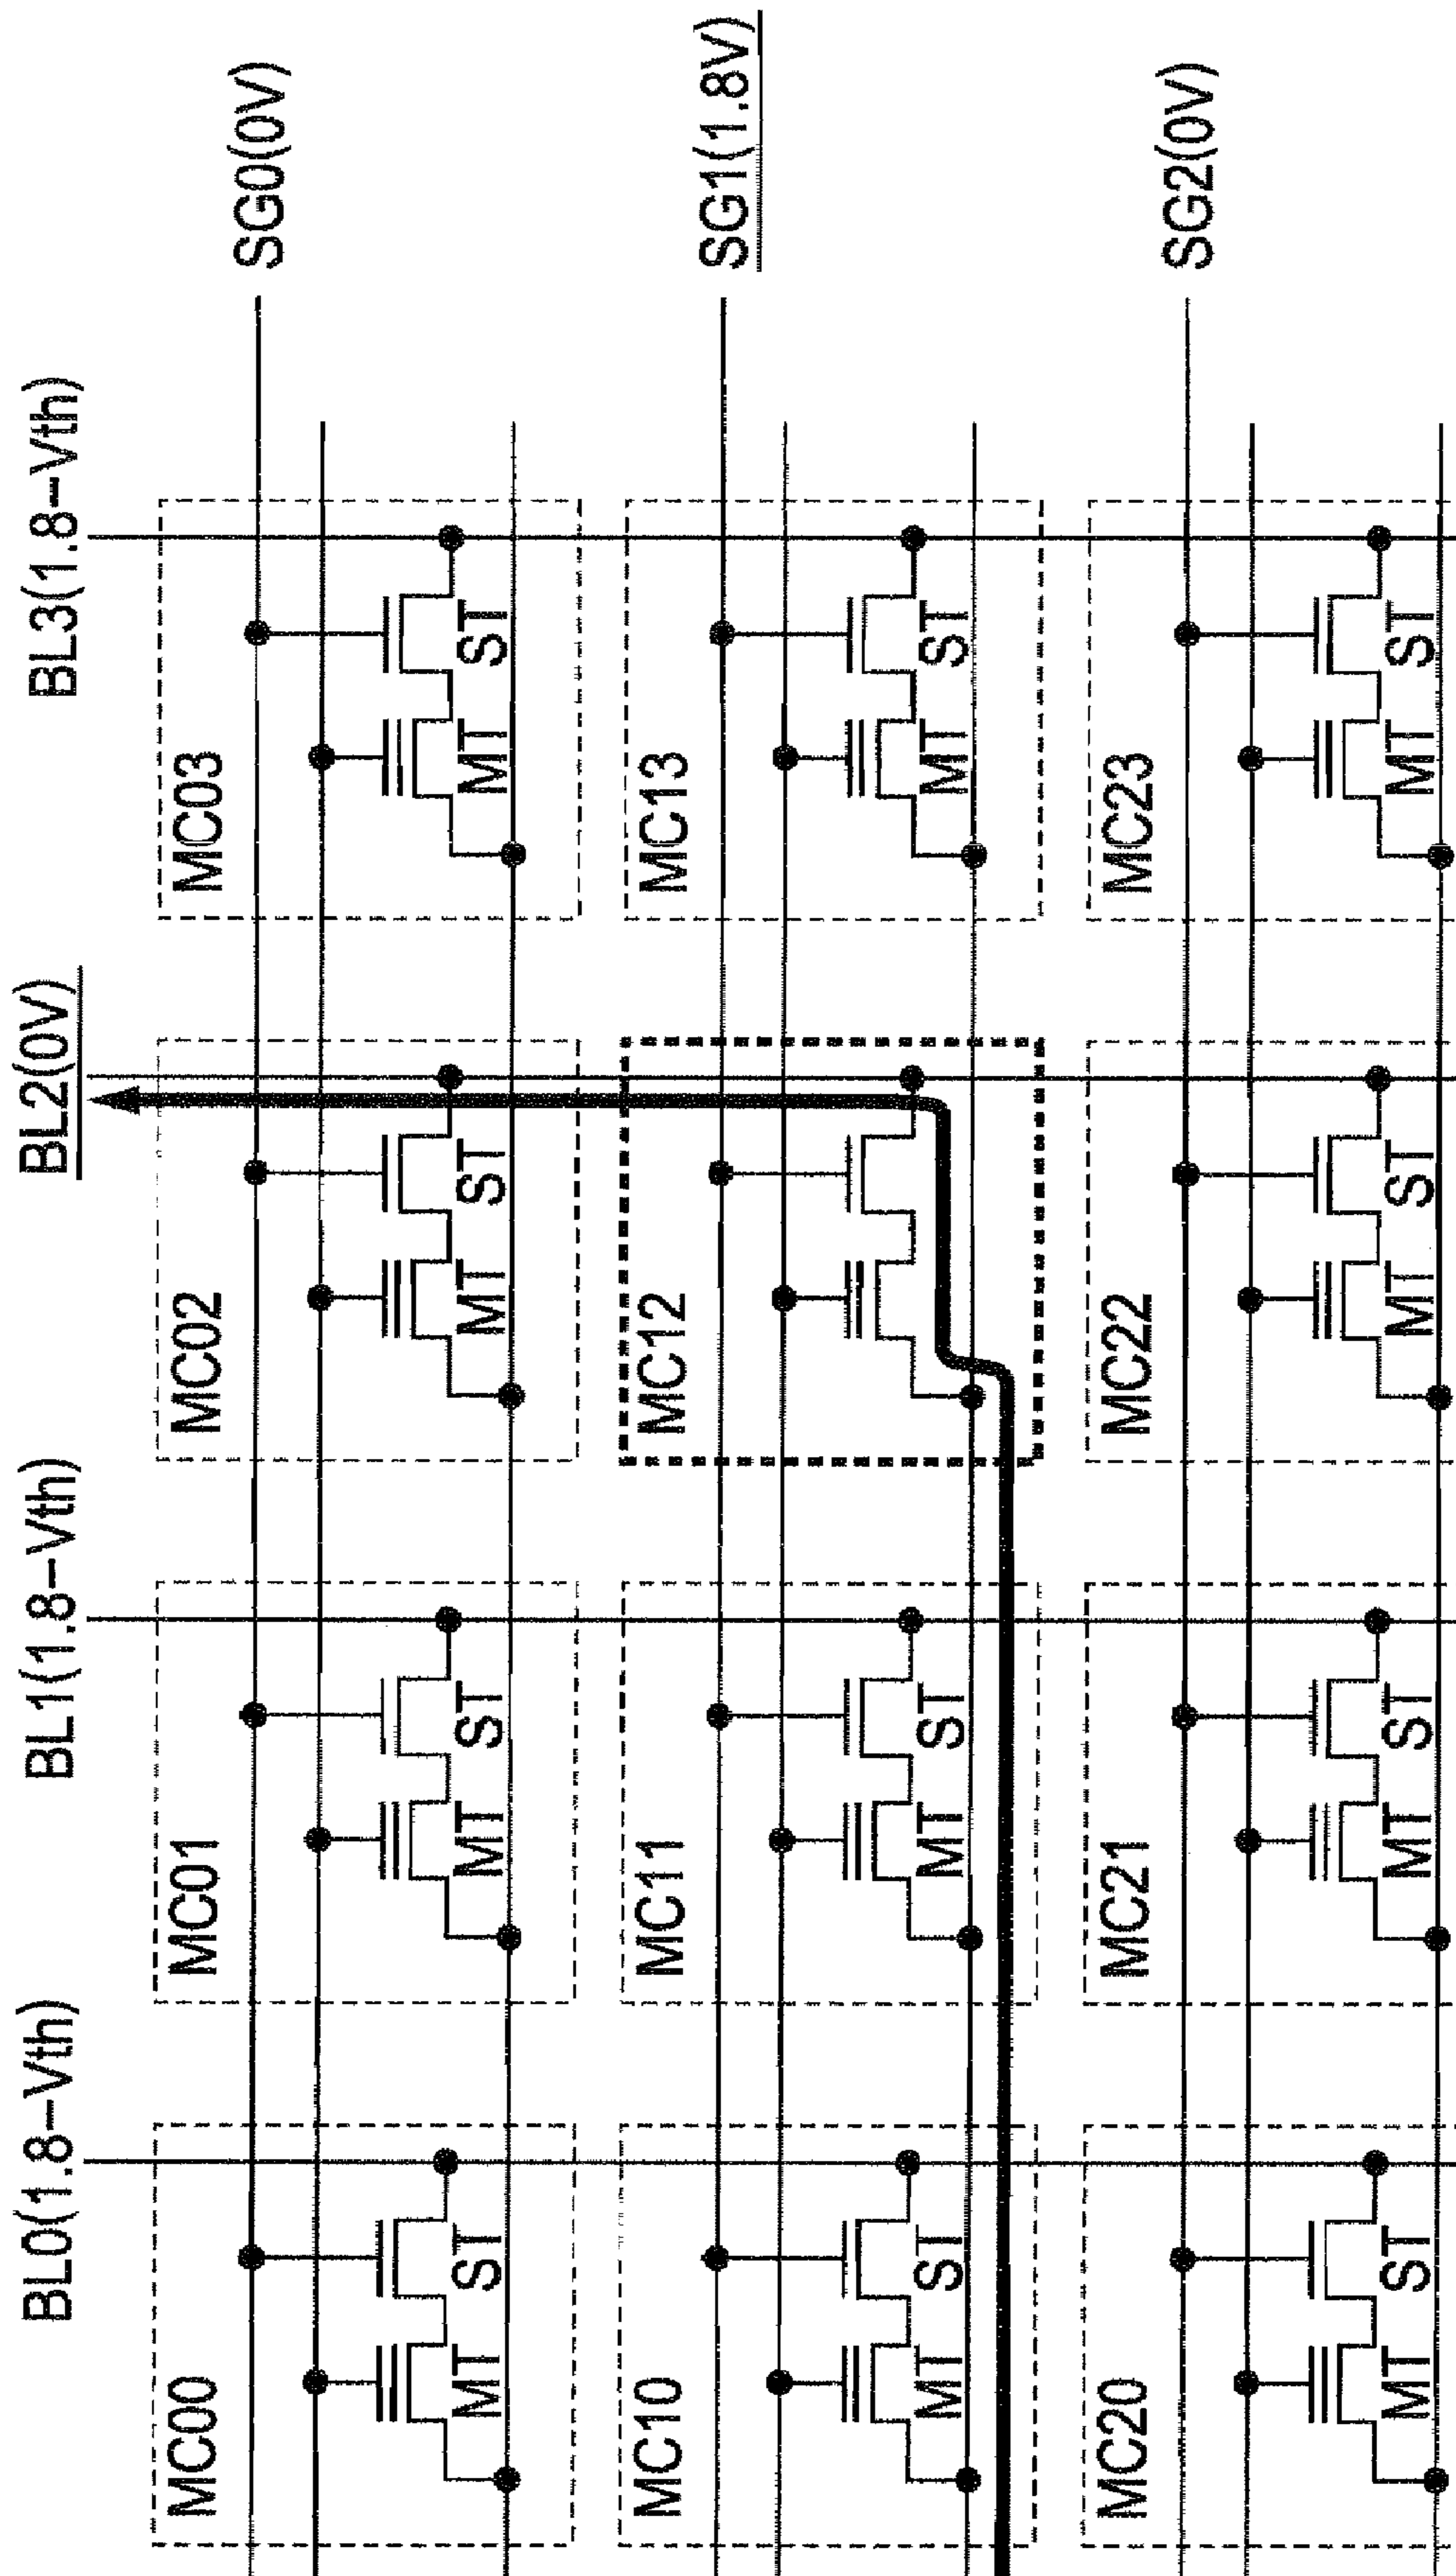 BL0(1.8–Vth)
BL1(1.8–Vth)
BL2(0V)
BL3(1.8–Vth)
MC00
MT
ST
MC01
MT
ST
MC02
MT
ST
MC03
MT
ST
SG0(0V)
MC10
MT
ST
MC11
MT
ST
MC12
MC13
MT
ST
SG1(1.8V)
MC20
MT
ST
MC21
MT
ST
MC22
MT
ST
MC23
MT
ST
SG2(0V)